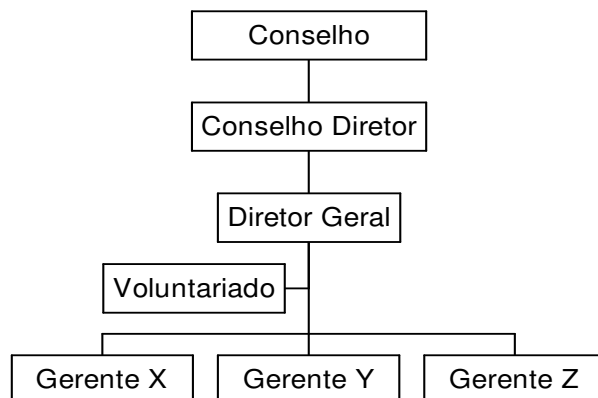 Conselho
Conselho Diretor
Diretor Geral
Voluntariado
Gerente X
Gerente Y
Gerente Z